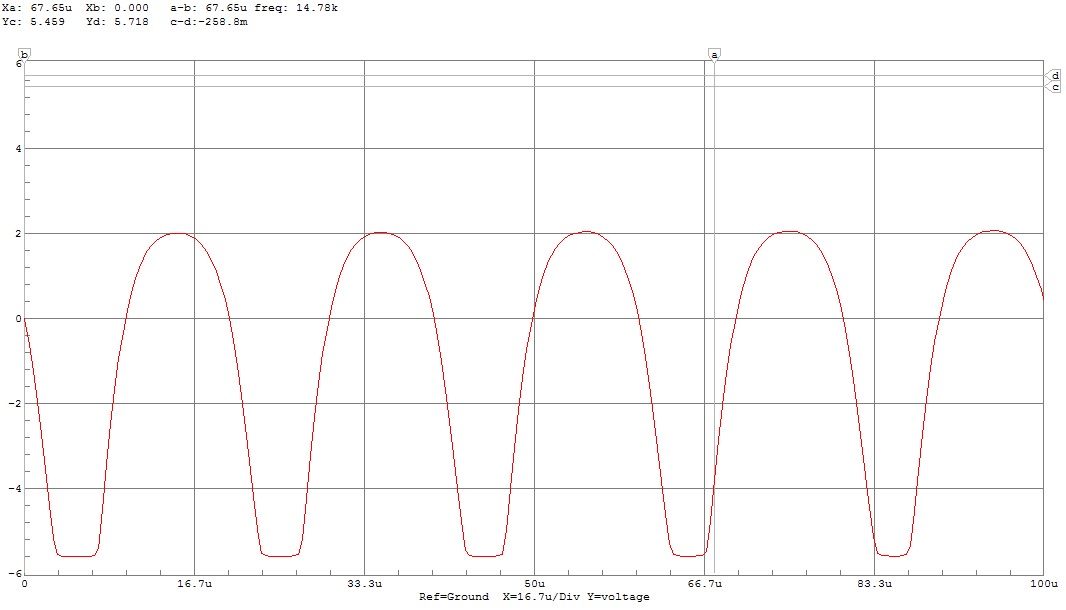 Xa: 67.65u Xb: 0.000 a-b: 67.65u freq: 14.78k
Yc: 5.459 Yd: 5.718 c-d:-258.8m
b a
6
d
c
4
2
0
-2
-4
-6
0 16.7u 33.3u 50u 66.7u 83.3u 100u
Ref=Ground X=16.7u/Div Y=voltage